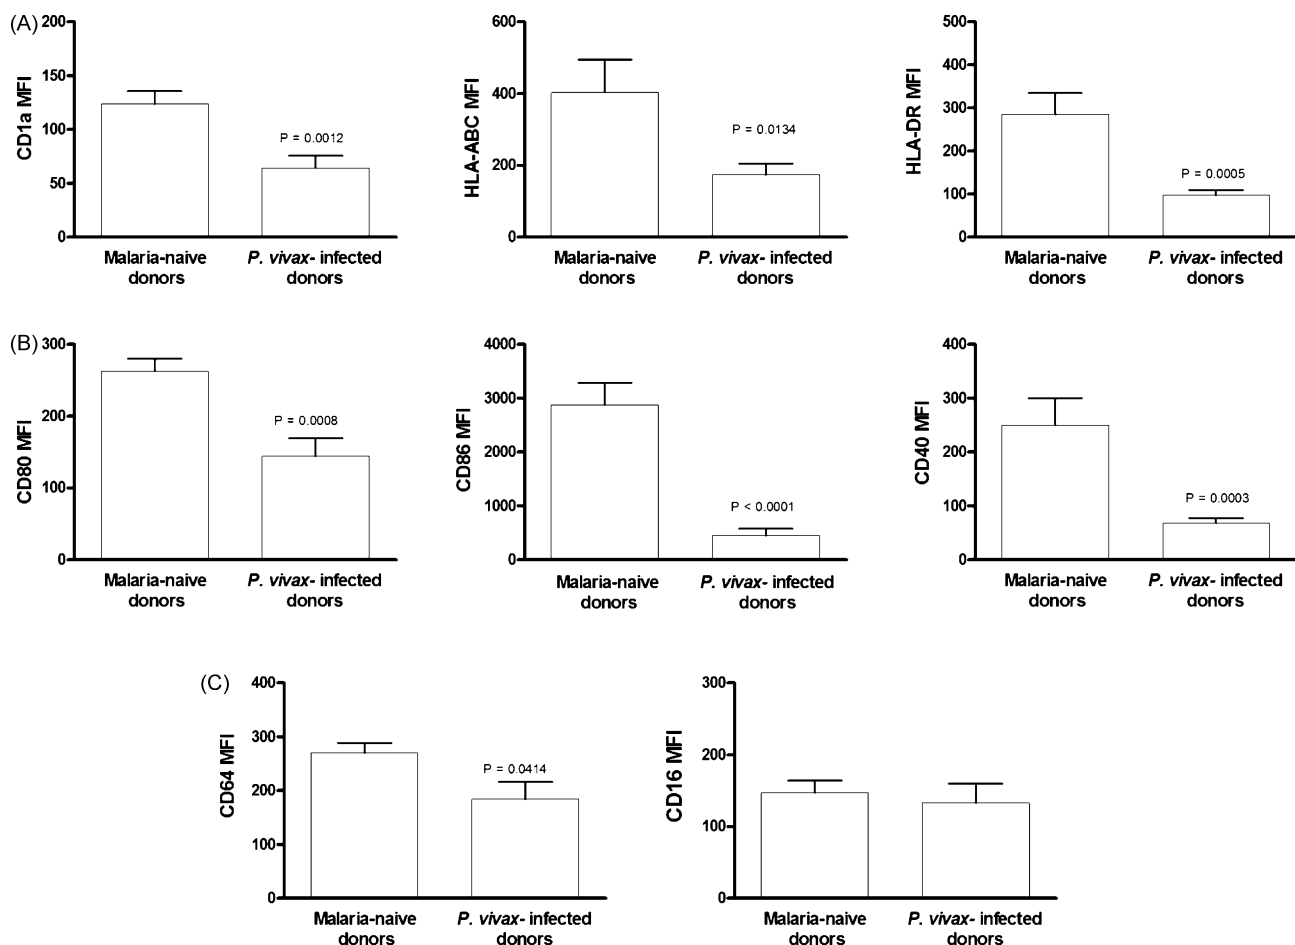 (A)
CD1a MFI
200
150
100
50
0
P = 0.0012
Malaria-naive donors
P. vivax- infected donors
HLA-ABC MFI
600
400
200
0
P = 0.0134
Malaria-naive donors
P. vivax- infected donors
HLA-DR MFI
500
400
300
200
100
0
P = 0.0005
Malaria-naive donors
P. vivax- infected donors
(B)
CD80 MFI
300
200
100
0
P = 0.0008
Malaria-naive donors
P. vivax- infected donors
CD86 MFI
4000
3000
2000
1000
0
P < 0.0001
Malaria-naive donors
P. vivax- infected donors
CD40 MFI
400
300
200
100
0
P = 0.0003
Malaria-naive donors
P. vivax- infected donors
(C)
CD64 MFI
400
300
200
100
0
P = 0.0414
Malaria-naive donors
P. vivax- infected donors
CD16 MFI
300
200
100
0
Malaria-naive donors
P. vivax- infected donors